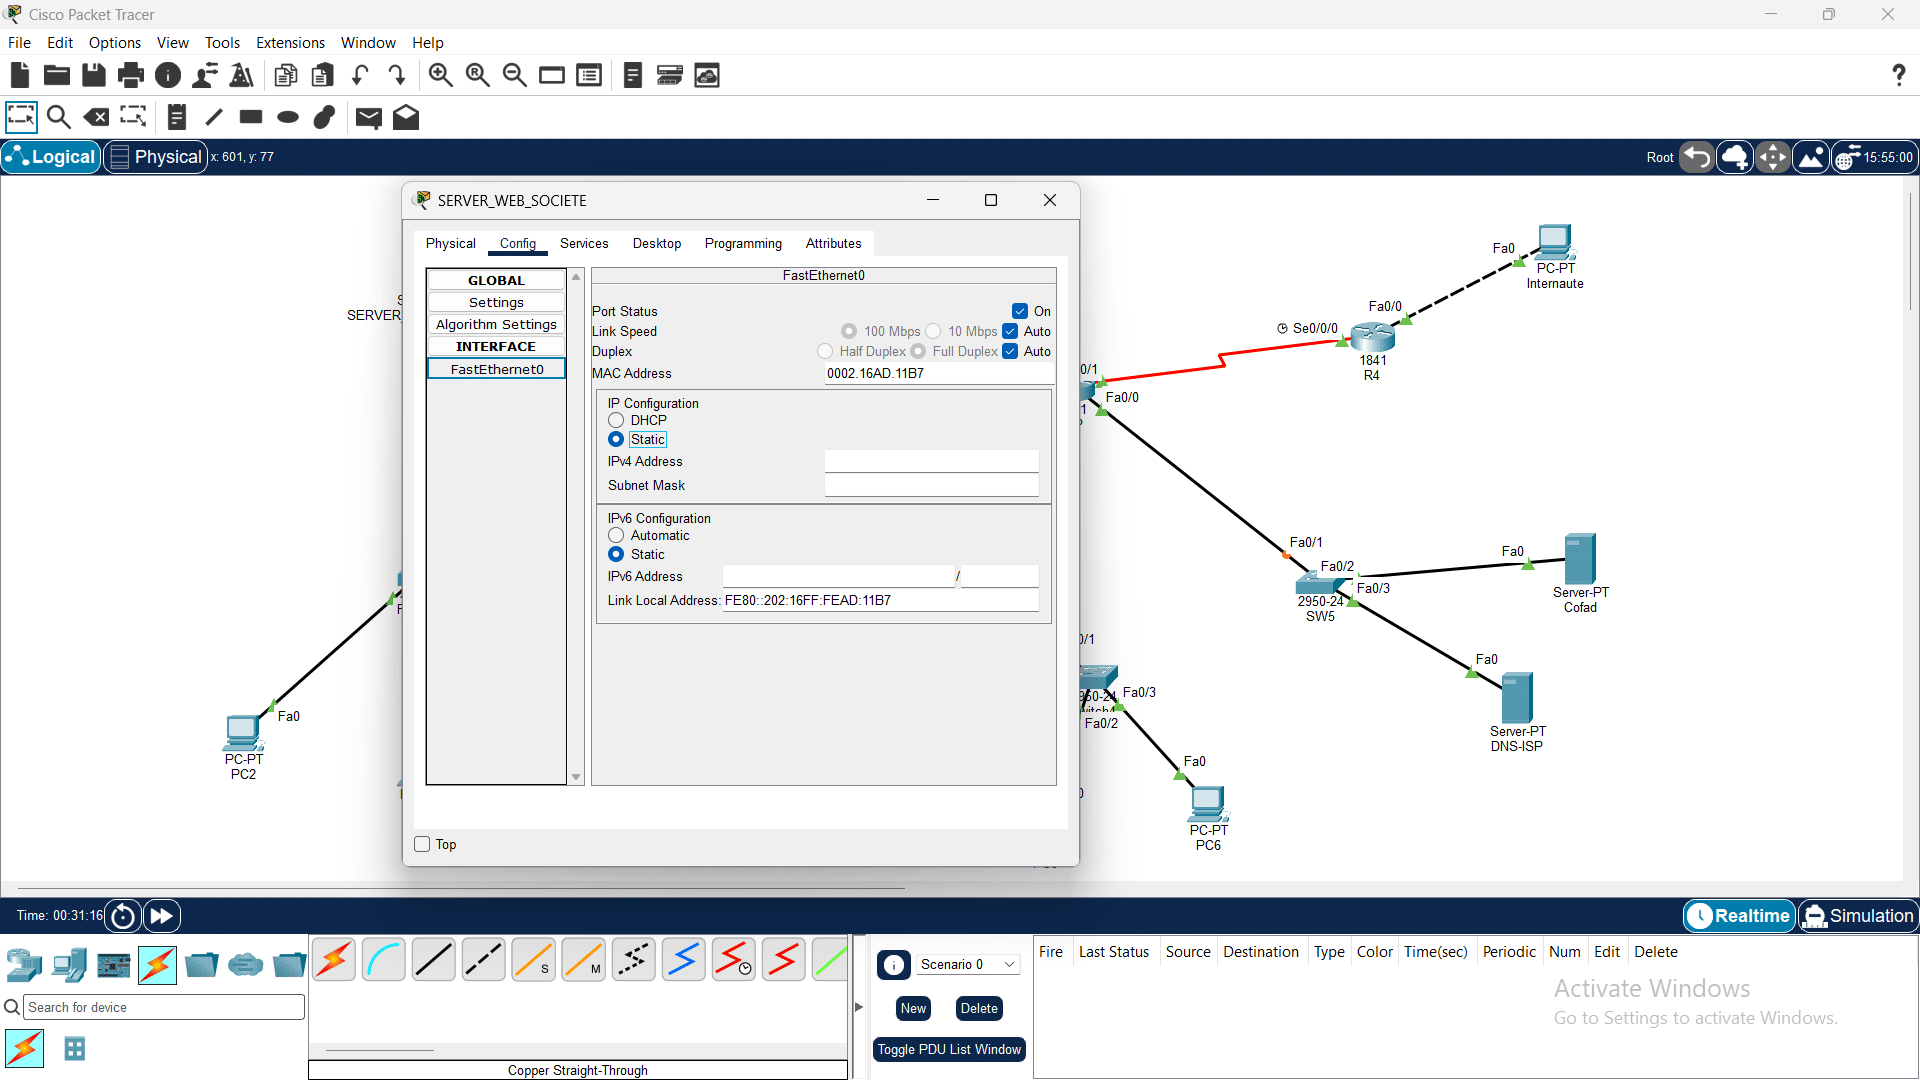 Cisco Packet Tracer
File Edit Options View Tools Extensions Window Help
Logical Physical x: 601, y: 77 Root 15:55:00
SERVER_WEB_SOCIETE
Physical Config Services Desktop Programming Attributes
GLOBAL
Settings
Algorithm Settings
INTERFACE
FastEthernet0
FastEthernet0
Port Status On
Link Speed 100 Mbps 10 Mbps Auto
Duplex Half Duplex Full Duplex Auto
MAC Address 0002.16AD.11B7
IP Configuration
DHCP
Static
IPv4 Address
Subnet Mask
IPv6 Configuration
Automatic
Static
IPv6 Address /
Link Local Address: FE80::202:16FF:FEAD:11B7
Top
SERVER_
Fa0
PC-PT
PC2
Fa0
PC-PT
Internaute
Fa0/0
Se0/0/0
1841
R4
0/1
Fa0/0
Fa0/1
Fa0/2
Fa0/3
2950-24
SW5
Fa0
Server-PT
Cofad
Fa0
Server-PT
DNS-ISP
0/1
Fa0/3
Fa0/2
Fa0
PC-PT
PC6
Time: 00:31:16 Realtime Simulation
Search for device
S
M
Copper Straight-Through
Scenario 0
New Delete
Toggle PDU List Window
Fire Last Status Source Destination Type Color Time(sec) Periodic Num Edit Delete
Activate Windows
Go to Settings to activate Windows.